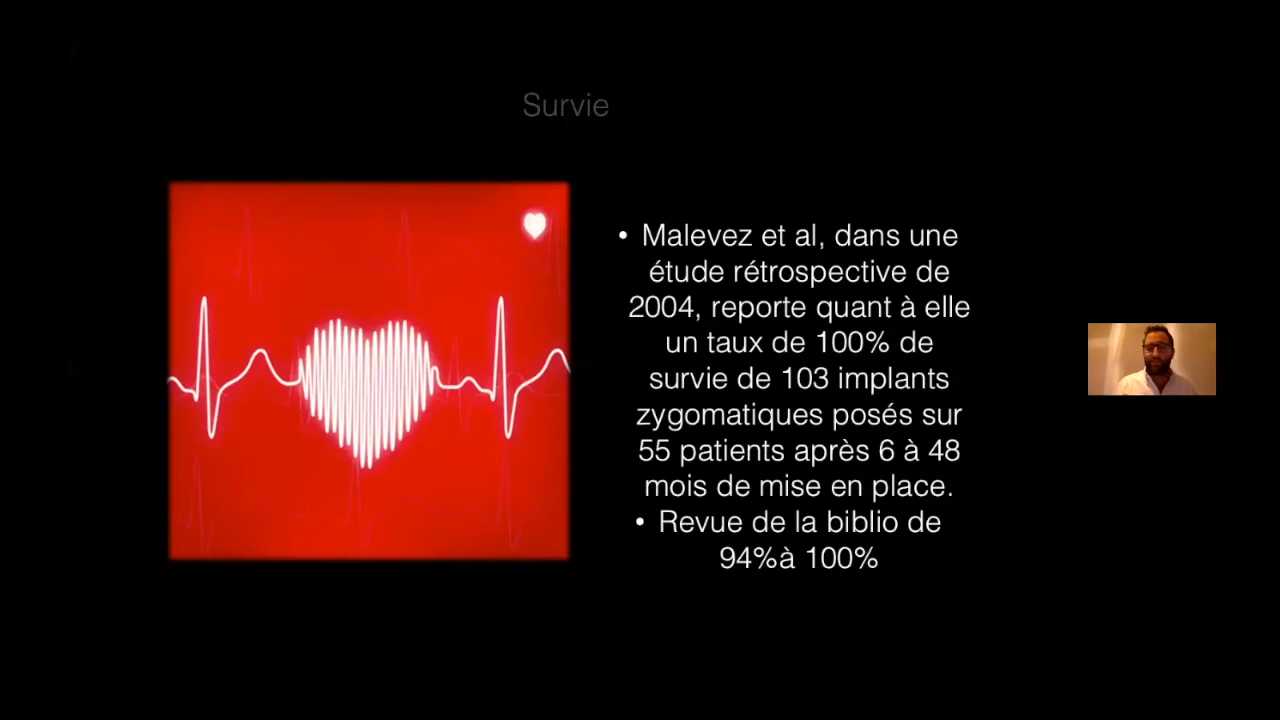 Survie
• Malevez et al, dans une
étude rétrospective de
2004, reporte quant à elle
un taux de 100% de
survie de 103 implants
zygomatiques posés sur
55 patients après 6 à 48
mois de mise en place.
• Revue de la biblio de
94%à 100%